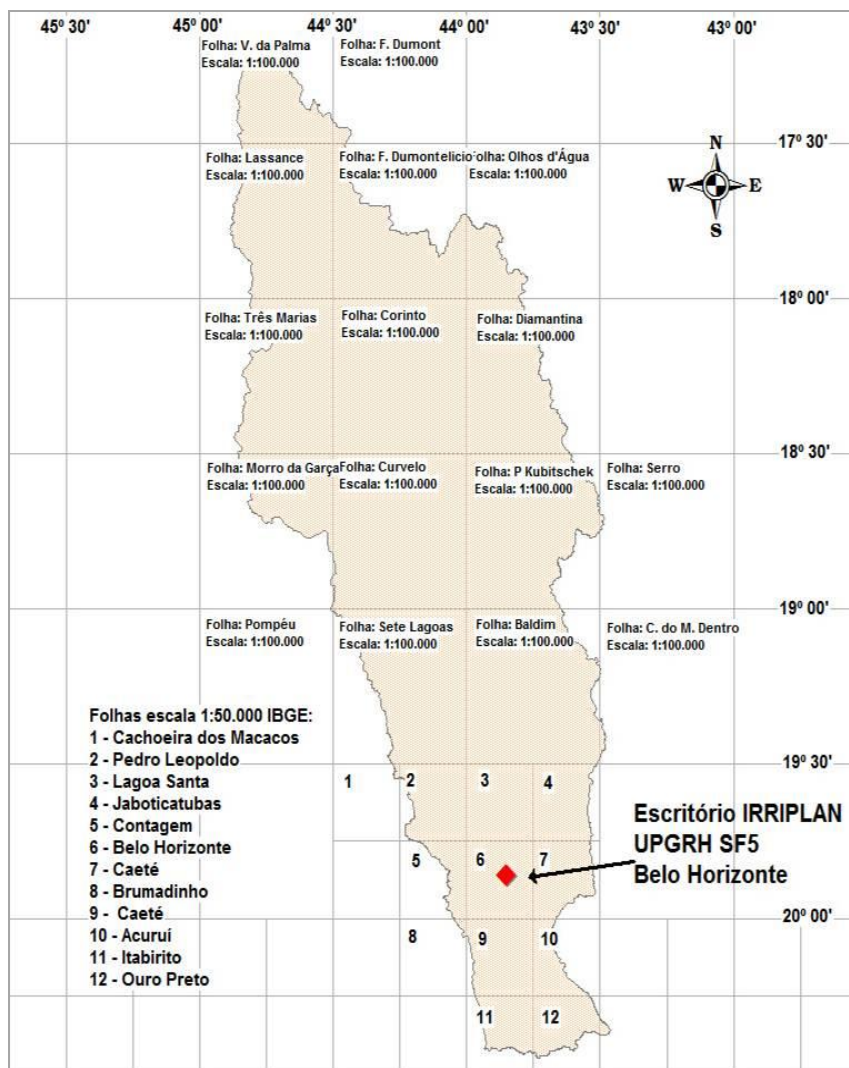 45º 30'
45º 00'
44º 30'
44º 00'
43º 30'
43º 00'
Folha: V. da Palma
Escala: 1:100.000
Folha: F. Dumont
Escala: 1:100.000
17º 30'
N
W
E
S
Folha: Lassance
Escala: 1:100.000
Folha: F. Dumontelicio
Escala: 1:100.000
Folha: Olhos d'Água
Escala: 1:100.000
18º 00'
Folha: Três Marias
Escala: 1:100.000
Folha: Corinto
Escala: 1:100.000
Folha: Diamantina
Escala: 1:100.000
18º 30'
Folha: Morro da Garça
Escala: 1:100.000
Folha: Curvelo
Escala: 1:100.000
Folha: P Kubitschek
Escala: 1:100.000
Folha: Serro
Escala: 1:100.000
19º 00'
Folha: Pompéu
Escala: 1:100.000
Folha: Sete Lagoas
Escala: 1:100.000
Folha: Baldim
Escala: 1:100.000
Folha: C. do M. Dentro
Escala: 1:100.000
Folhas escala 1:50.000 IBGE:
1 - Cachoeira dos Macacos
2 - Pedro Leopoldo
3 - Lagoa Santa
4 - Jaboticatubas
5 - Contagem
6 - Belo Horizonte
7 - Caeté
8 - Brumadinho
9 - Caeté
10 - Acuruí
11 - Itabirito
12 - Ouro Preto
19º 30'
1
2
3
4
5
6
7
Escritório IRRIPLAN
UPGRH SF5
Belo Horizonte
20º 00'
8
9
10
11
12